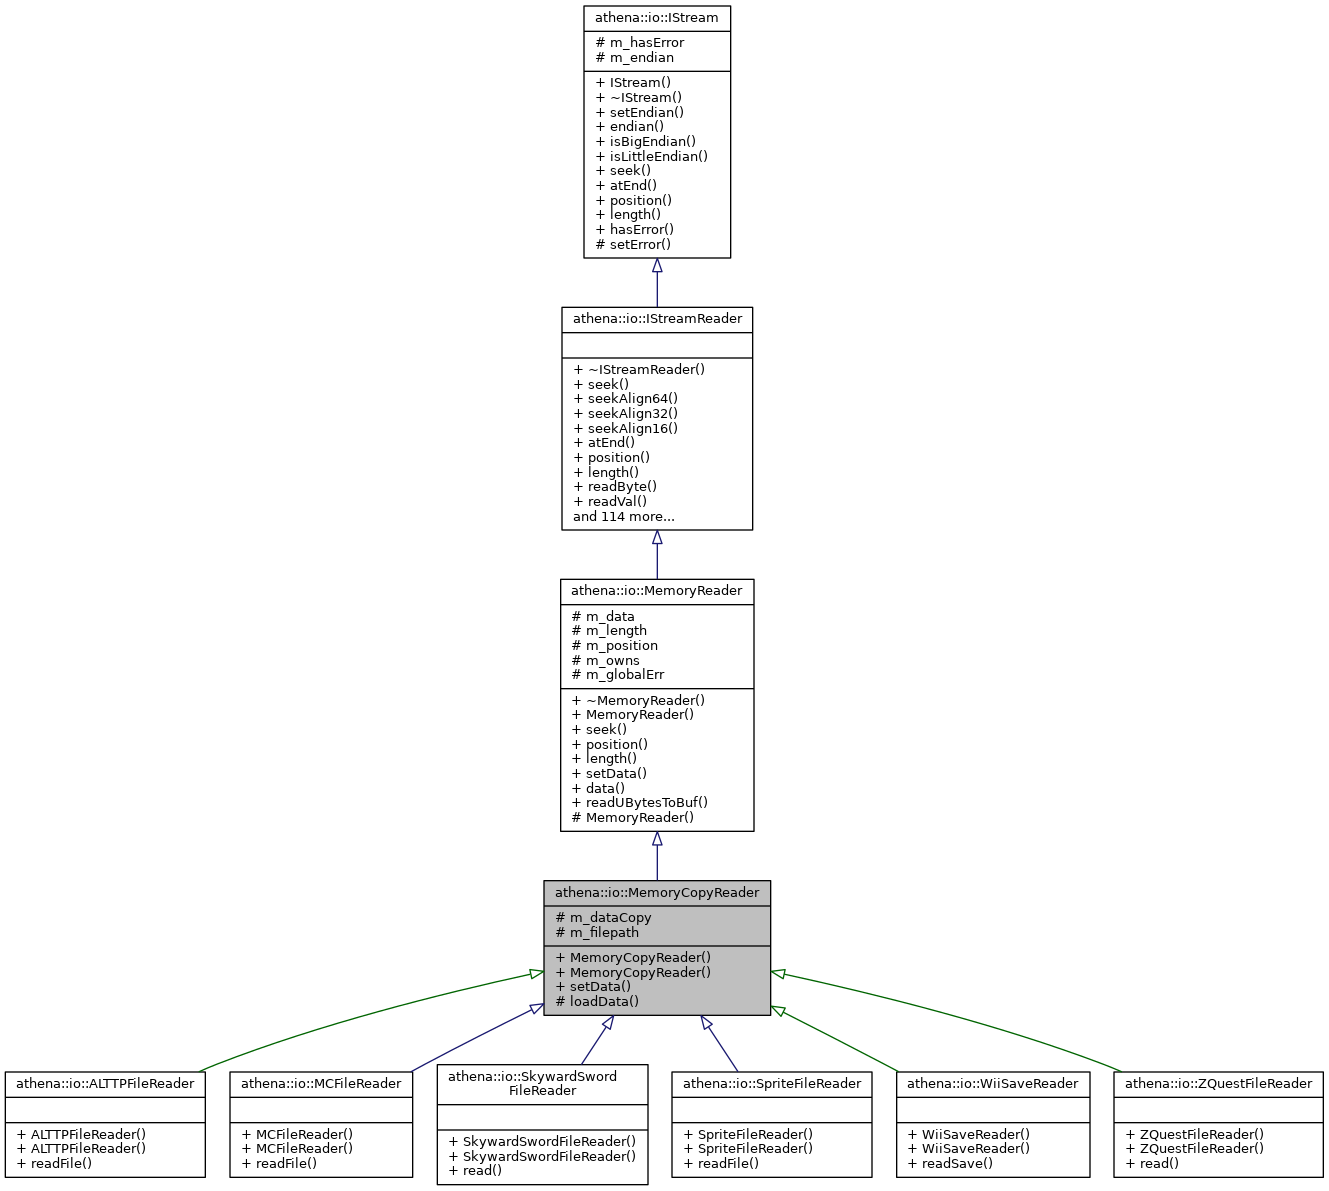 athena::io::IStream
# m_hasError
# m_endian
+ IStream()
+ ~IStream()
+ setEndian()
+ endian()
+ isBigEndian()
+ isLittleEndian()
+ seek()
+ atEnd()
+ position()
+ length()
+ hasError()
# setError()
athena::io::IStreamReader
+ ~IStreamReader()
+ seek()
+ seekAlign64()
+ seekAlign32()
+ seekAlign16()
+ atEnd()
+ position()
+ length()
+ readByte()
+ readVal()
and 114 more...
athena::io::MemoryReader
# m_data
# m_length
# m_position
# m_owns
# m_globalErr
+ ~MemoryReader()
+ MemoryReader()
+ seek()
+ position()
+ length()
+ setData()
+ data()
+ readUBytesToBuf()
# MemoryReader()
athena::io::MemoryCopyReader
# m_dataCopy
# m_filepath
+ MemoryCopyReader()
+ MemoryCopyReader()
+ setData()
# loadData()
athena::io::ALTTPFileReader
+ ALTTPFileReader()
+ ALTTPFileReader()
+ readFile()
athena::io::MCFileReader
+ MCFileReader()
+ MCFileReader()
+ readFile()
athena::io::SkywardSword
FileReader
+ SkywardSwordFileReader()
+ SkywardSwordFileReader()
+ read()
athena::io::SpriteFileReader
+ SpriteFileReader()
+ SpriteFileReader()
+ readFile()
athena::io::WiiSaveReader
+ WiiSaveReader()
+ WiiSaveReader()
+ readSave()
athena::io::ZQuestFileReader
+ ZQuestFileReader()
+ ZQuestFileReader()
+ read()